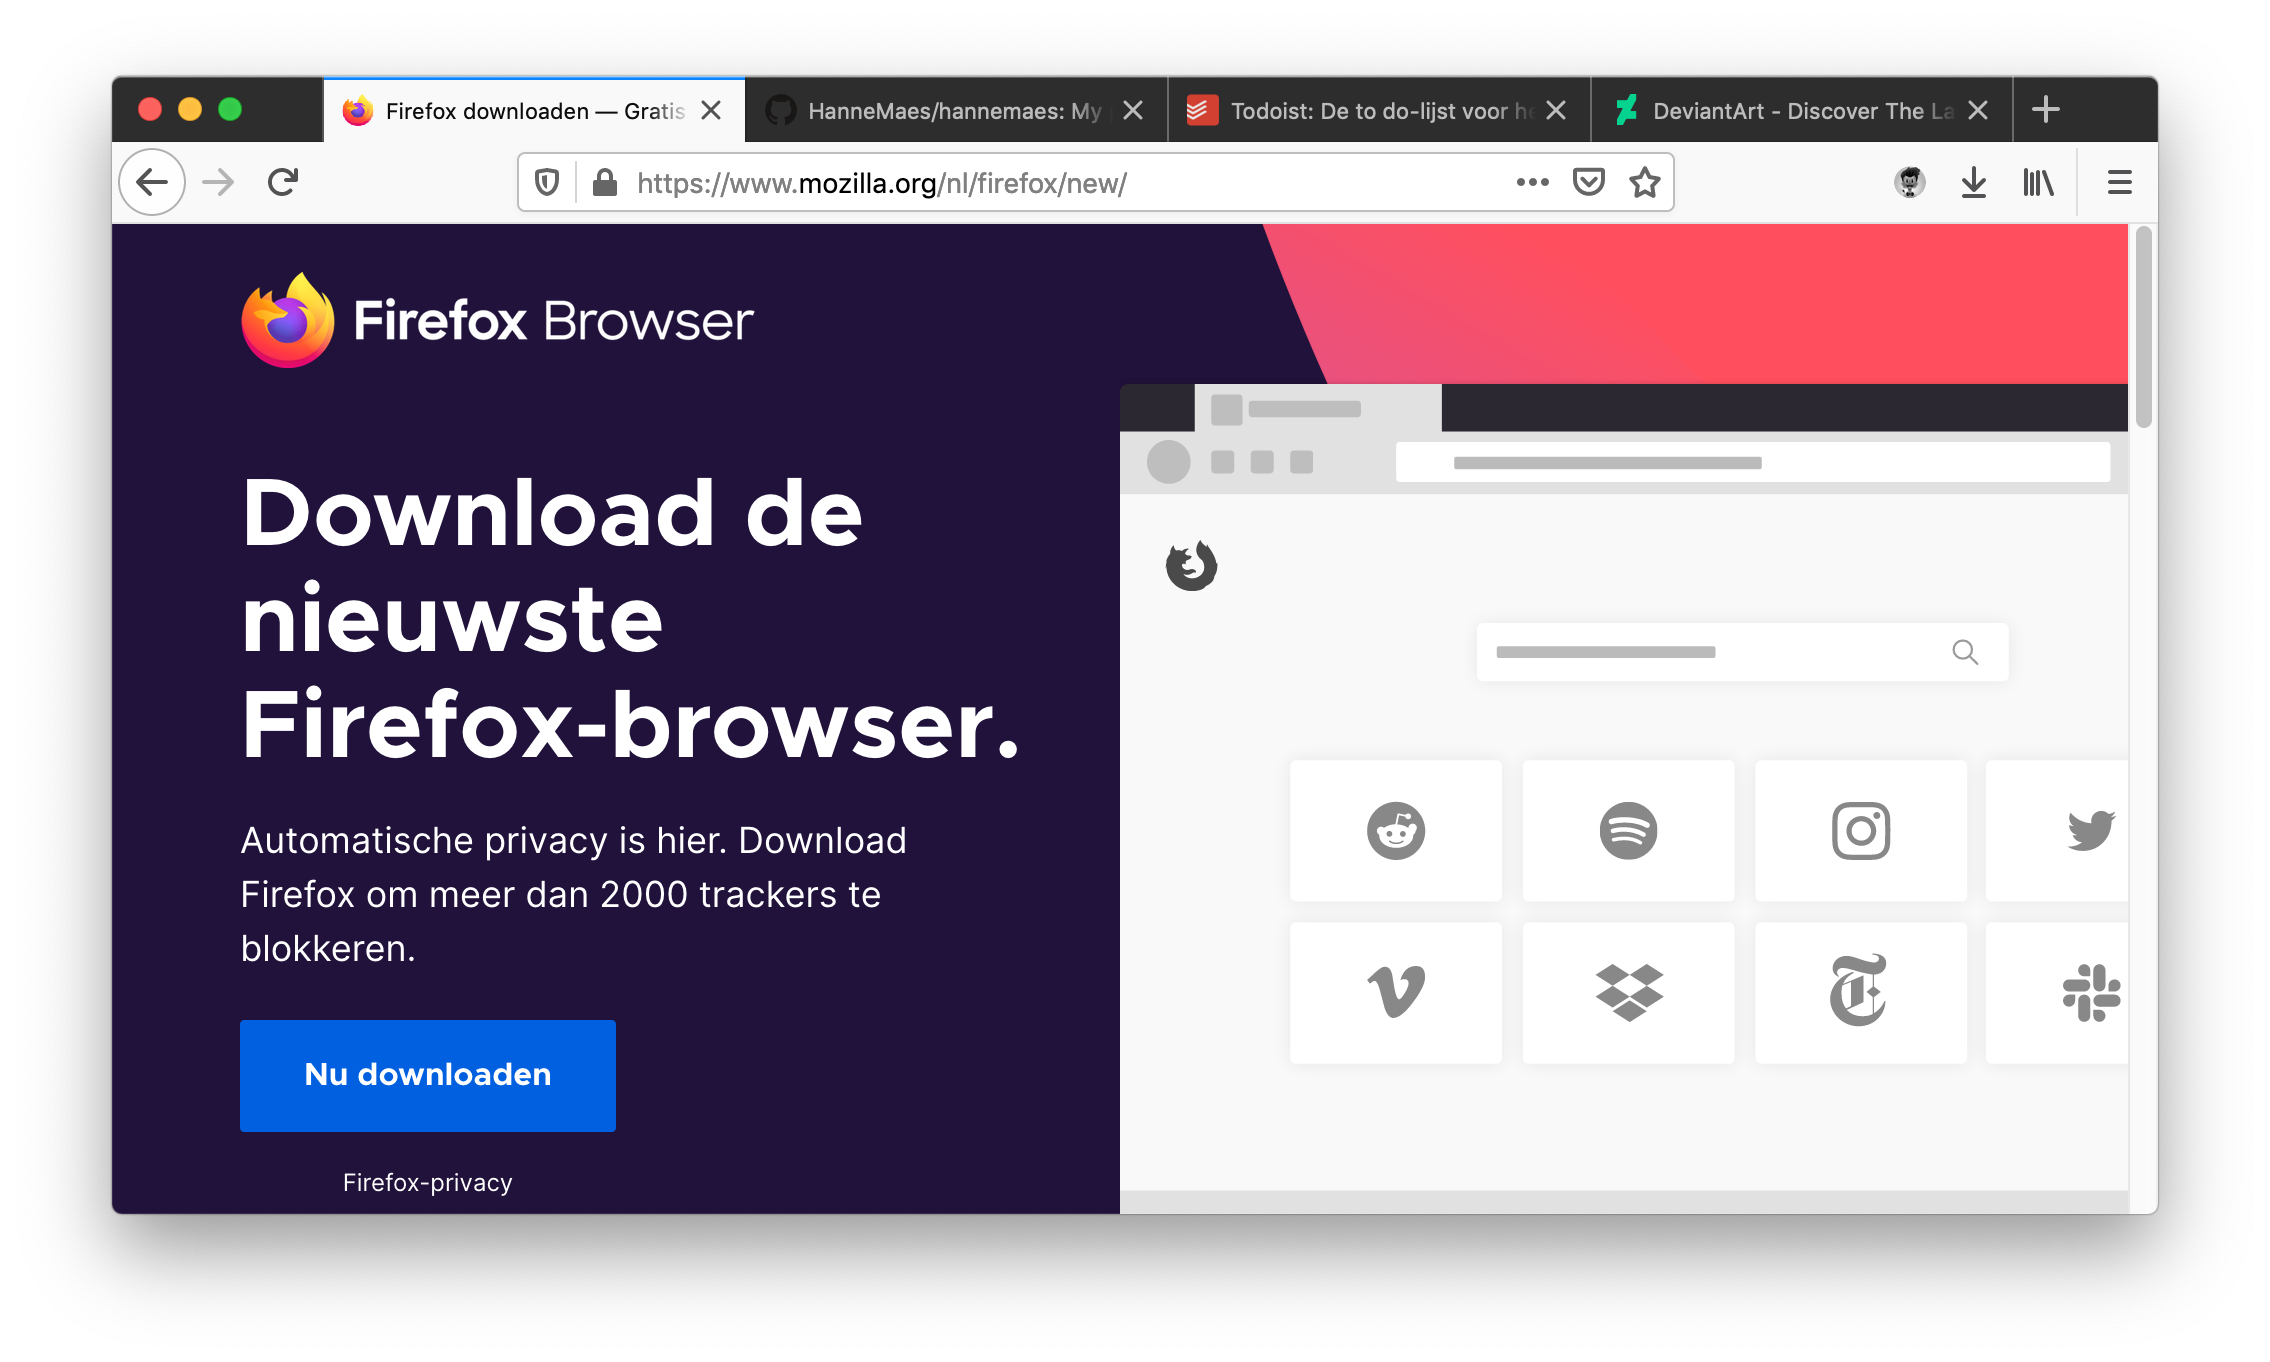 Firefox downloaden — Gratis
HanneMaes/hannemaes: My
Todoist: De to do-lijst voor he
DeviantArt - Discover The La
https://www.mozilla.org/nl/firefox/new/
Firefox Browser
Download de
nieuwste
Firefox-browser.
Automatische privacy is hier. Download
Firefox om meer dan 2000 trackers te
blokkeren.
Nu downloaden
Firefox-privacy